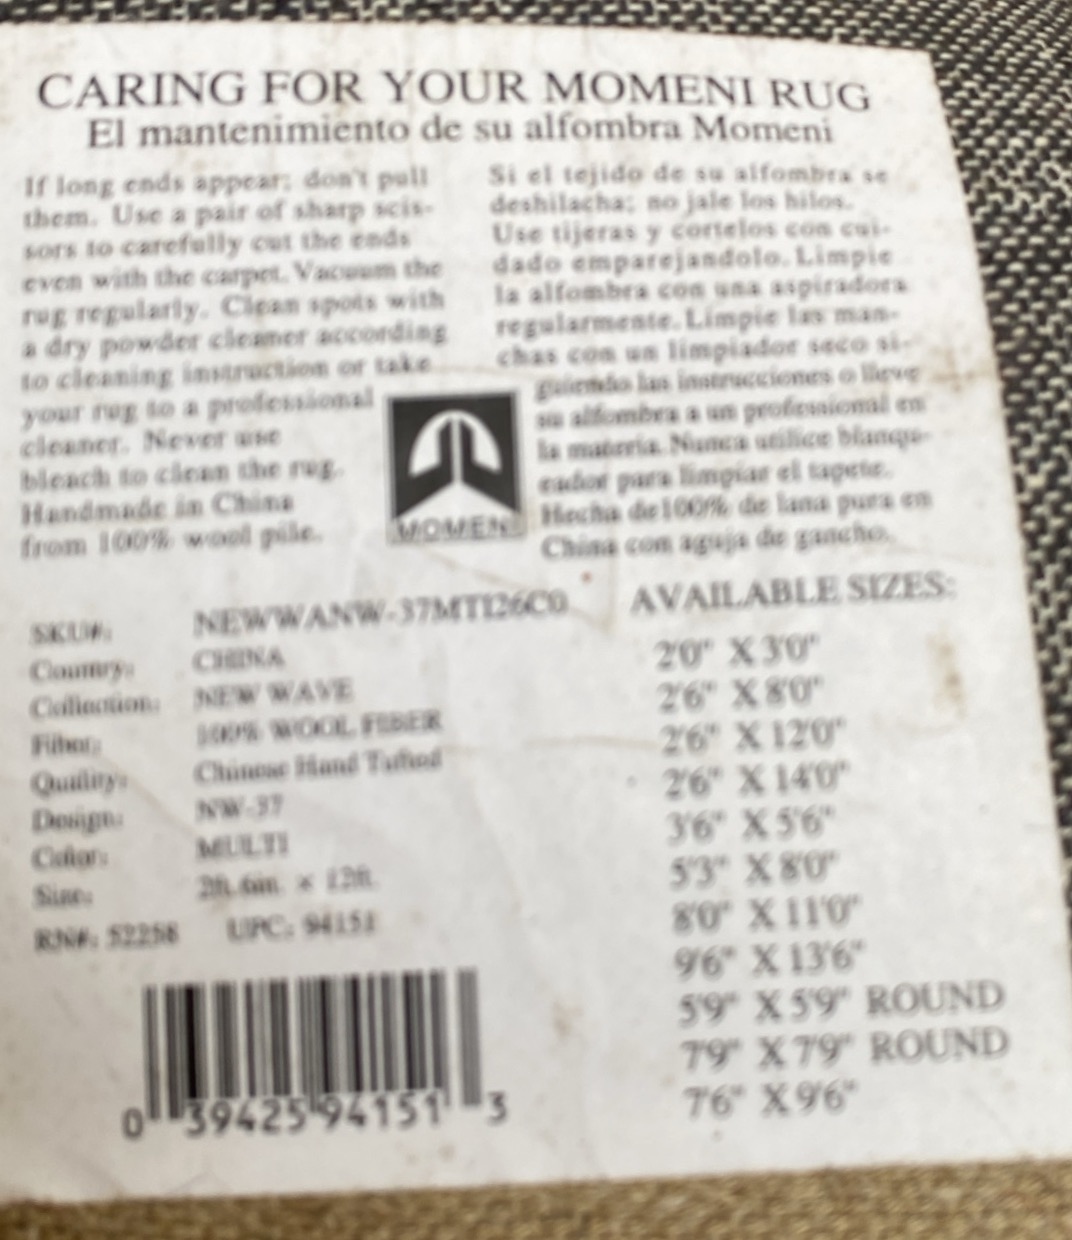 CARING FOR YOUR MOMENI RUG
El mantenimiento de su alfombra Momeni
If long ends appear; don't pull
them. Use a pair of sharp scis-
sors to carefully cut the ends
even with the carpet. Vacuum the
rug regularly. Clean spots with
a dry powder cleaner according
to cleaning instruction or take
your rug to a professional
cleaner. Never use
bleach to clean the rug.
Handmade in China
from 100% wool pile.
Si el tejido de su alfombra se
deshilacha; no jale los hilos.
Use tijeras y cortelos con cui-
dado emparejandolo. Limpie
la alfombra con una aspiradora
regularmente. Limpie las man-
chas con un limpiador seco si-
guiendo las instrucciones o lleve
su alfombra a un profesional en
la materia. Nunca utilice blanqu-
eador para limpiar el tapete.
Hecha de100% de lana pura en
China con aguja de gancho.
MOMENI
SKU#: NEWWANW-37MTI26C0
Country: CHINA
Collection: NEW WAVE
Fiber: 100% WOOL FIBER
Quality: Chinese Hand Tufted
Design: NW-37
Color: MULTI
Size: 2ft.6in. x 12ft.
RN#: 52258 UPC: 94151
0 39425 94151 3
AVAILABLE SIZES:
2'0" X 3'0"
2'6" X 8'0"
2'6" X 12'0"
2'6" X 14'0"
3'6" X 5'6"
5'3" X 8'0"
8'0" X 11'0"
9'6" X 13'6"
5'9" X 5'9" ROUND
7'9" X 7'9" ROUND
7'6" X 9'6"